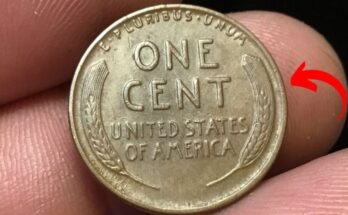 E·PLURIBUS·UNUM
ONE
CENT
UNITED STATES
OF AMERICA